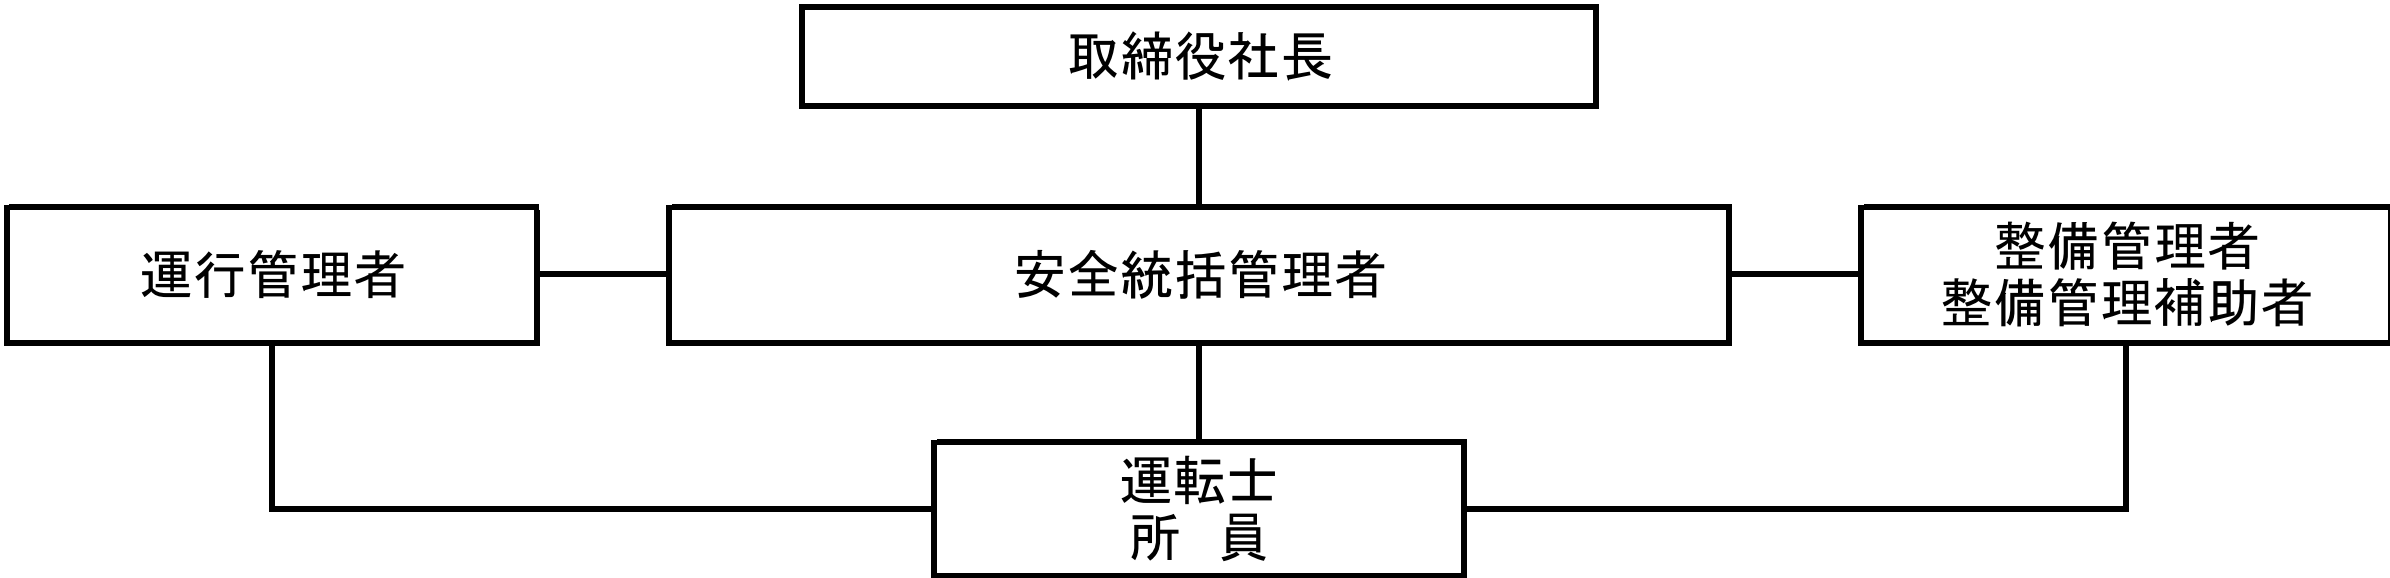 取締役社長
運行管理者
安全統括管理者
整備管理者
整備管理補助者
運転士
所　員